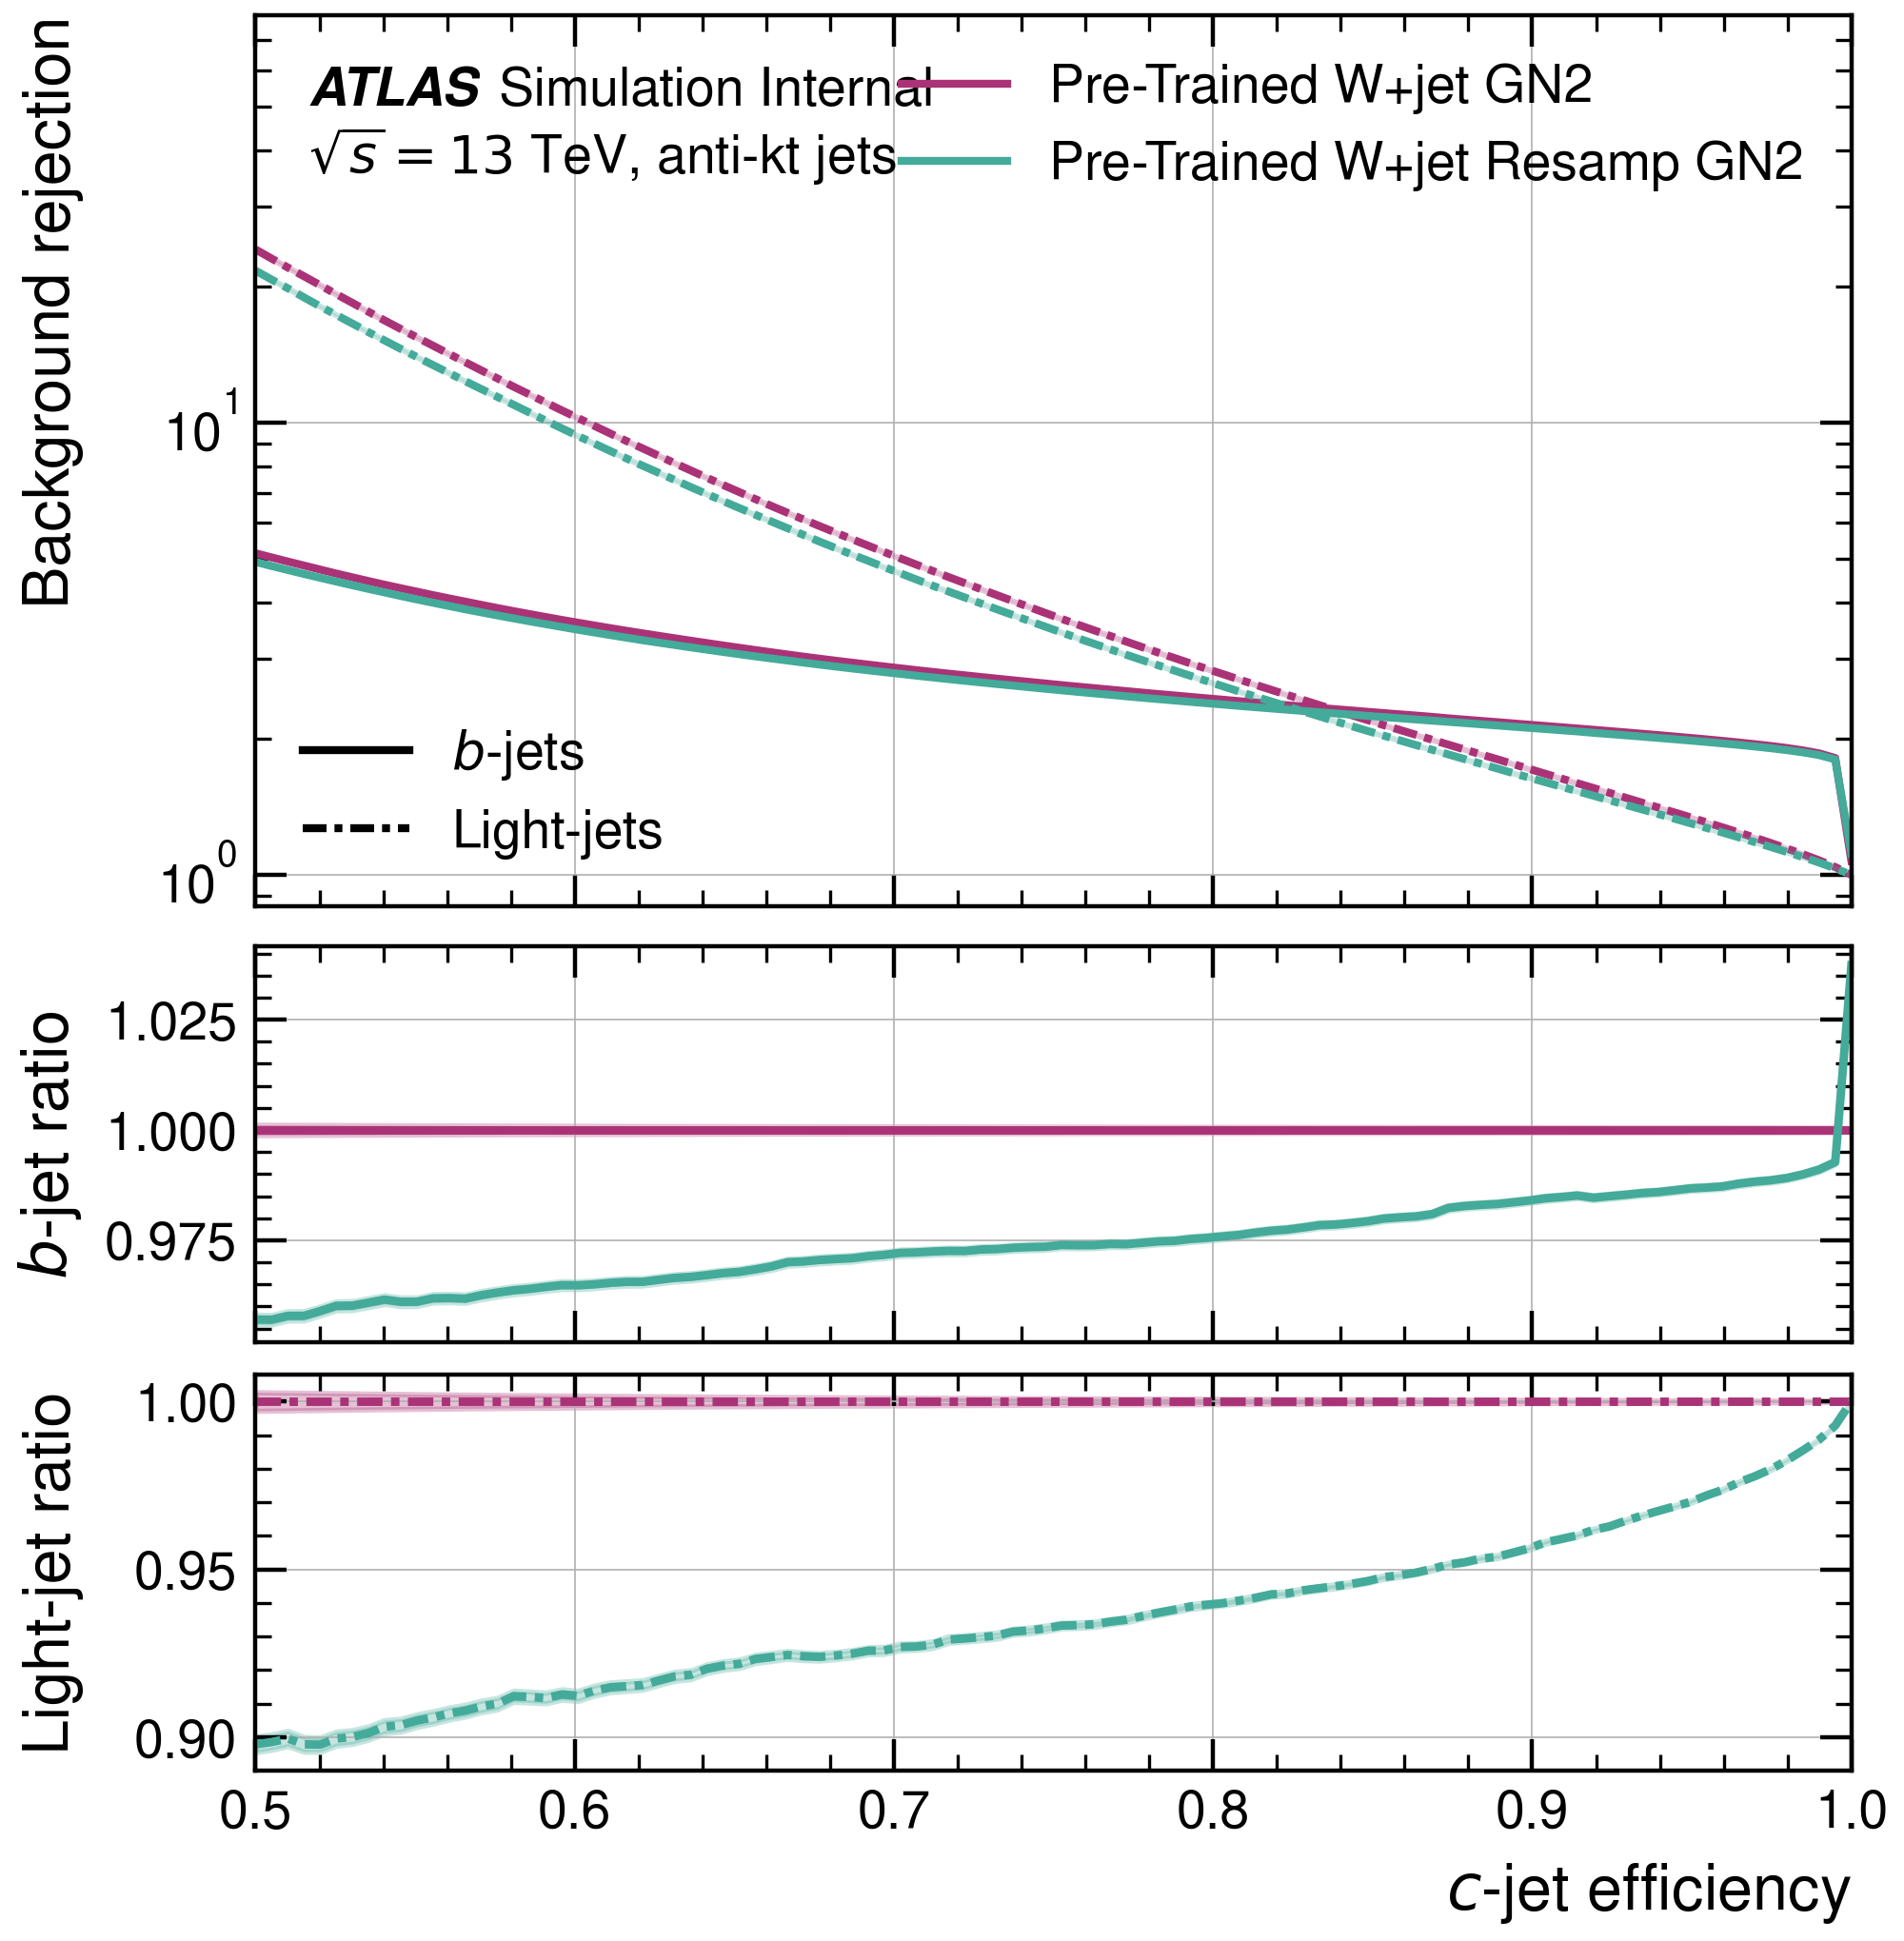 Background rejection
ATLAS Simulation Internal
√s = 13 TeV, anti-kt jets
Pre-Trained W+jet GN2
Pre-Trained W+jet Resamp GN2
10^1
b-jets
Light-jets
10^0
b-jet ratio
1.025
1.000
0.975
Light-jet ratio
1.00
0.95
0.90
0.5 0.6 0.7 0.8 0.9 1.0
c-jet efficiency